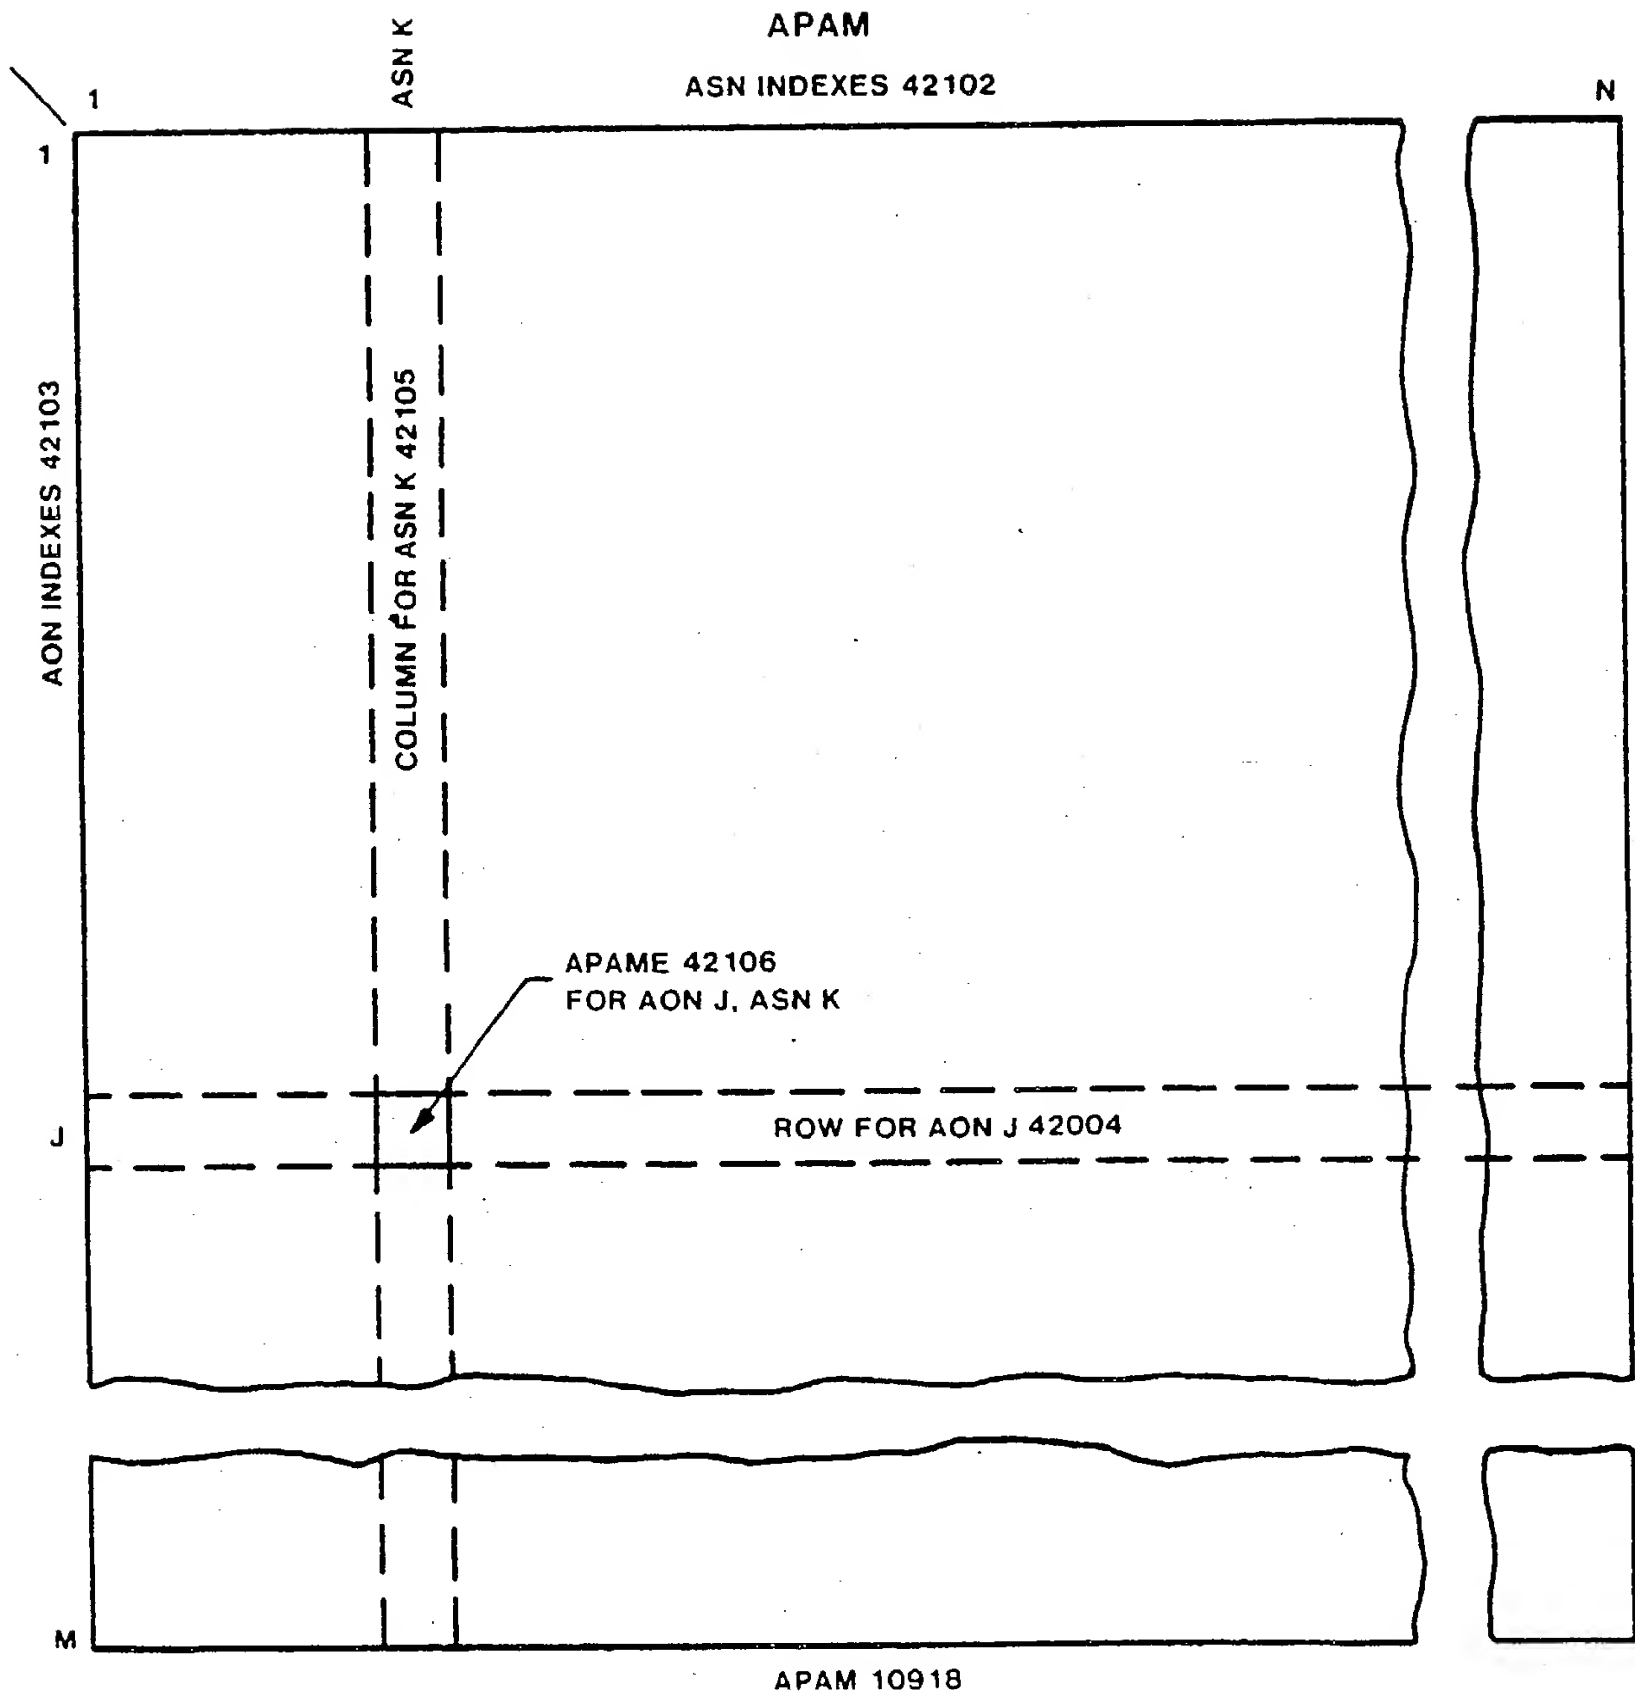 APAM
ASN K
ASN INDEXES 42102
1
N
1
AON INDEXES 42103
COLUMN FOR ASN K 42105
APAME 42106
FOR AON J, ASN K
J
ROW FOR AON J 42004
M
APAM 10918